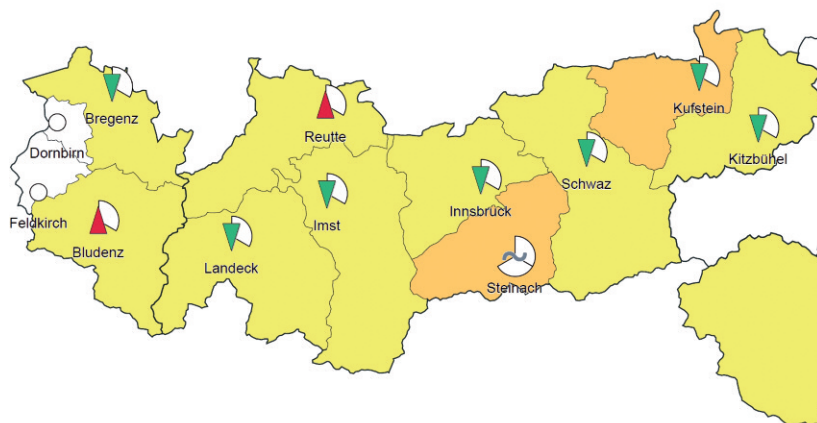 Bregenz
Reutte
Kufstein
Dornbirn
Kitzbühel
Schwaz
Innsbruck
Imst
Feldkirch
Bludenz
Landeck
Steinach